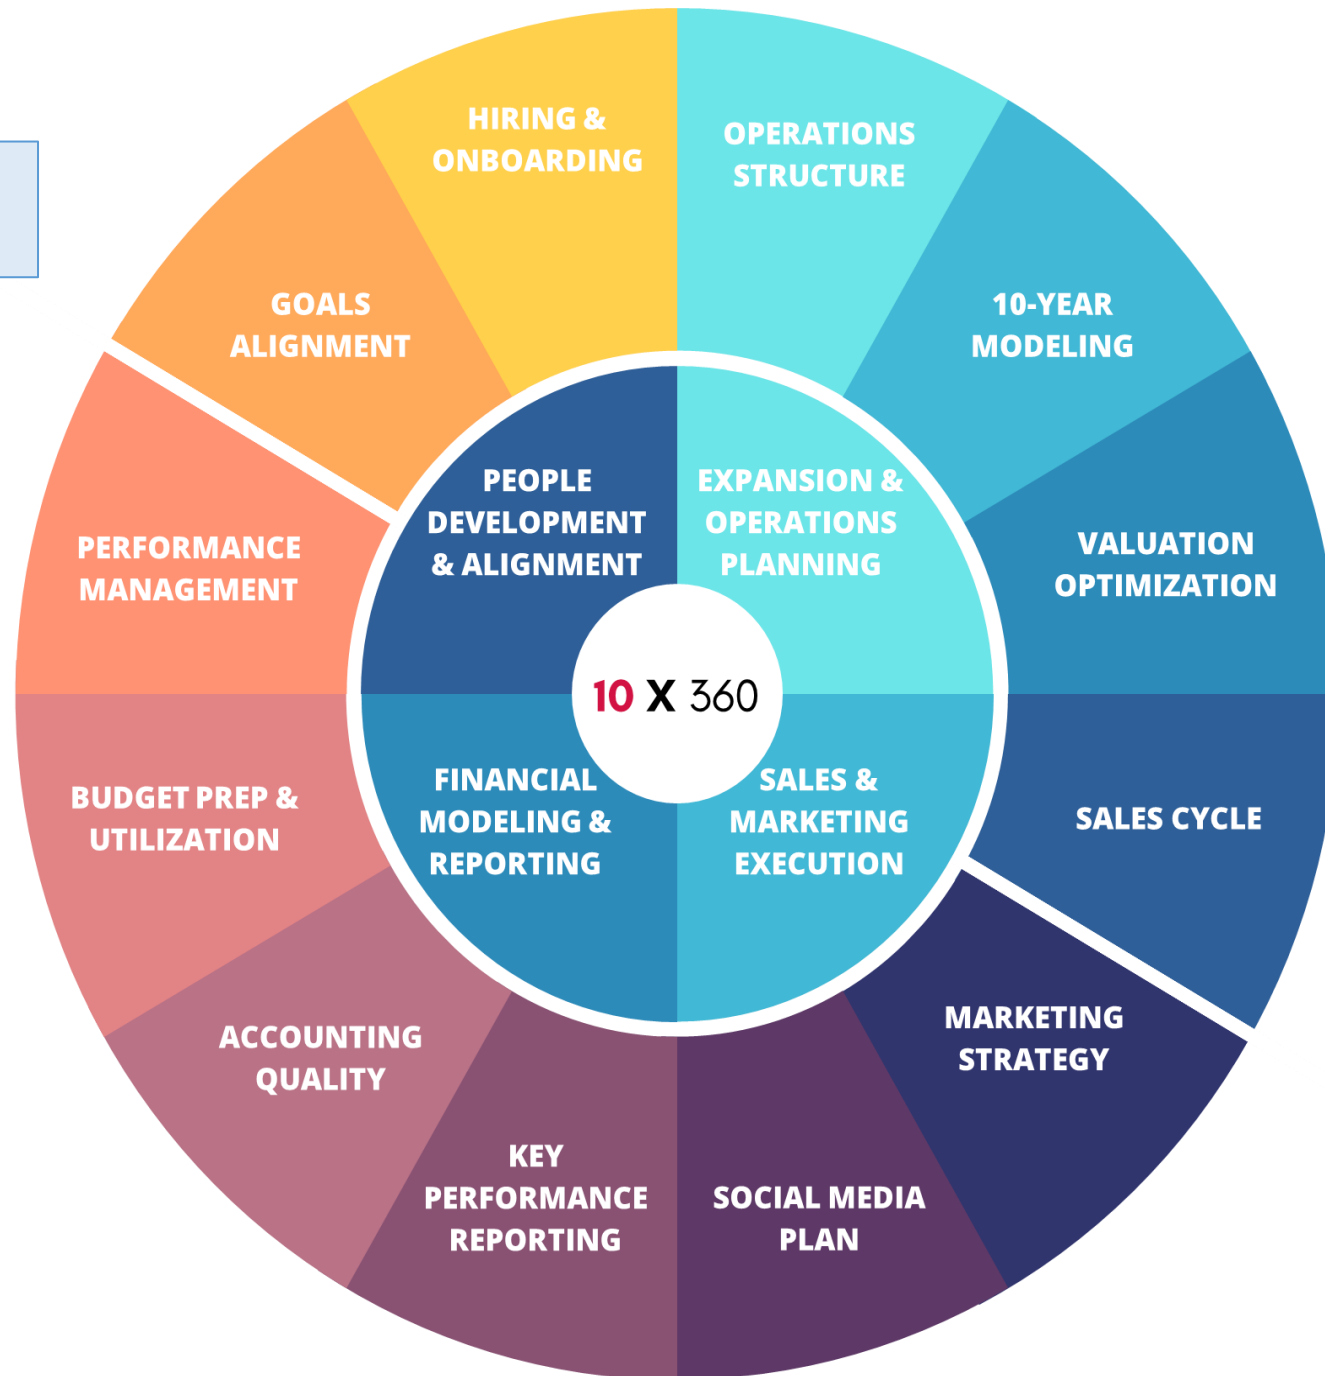 HIRING &
ONBOARDING
OPERATIONS
STRUCTURE
10-YEAR
MODELING
VALUATION
OPTIMIZATION
SALES CYCLE
MARKETING
STRATEGY
SOCIAL MEDIA
PLAN
KEY
PERFORMANCE
REPORTING
ACCOUNTING
QUALITY
BUDGET PREP &
UTILIZATION
PERFORMANCE
MANAGEMENT
GOALS
ALIGNMENT
PEOPLE
DEVELOPMENT
& ALIGNMENT
EXPANSION &
OPERATIONS
PLANNING
10 X 360
FINANCIAL
MODELING &
REPORTING
SALES &
MARKETING
EXECUTION